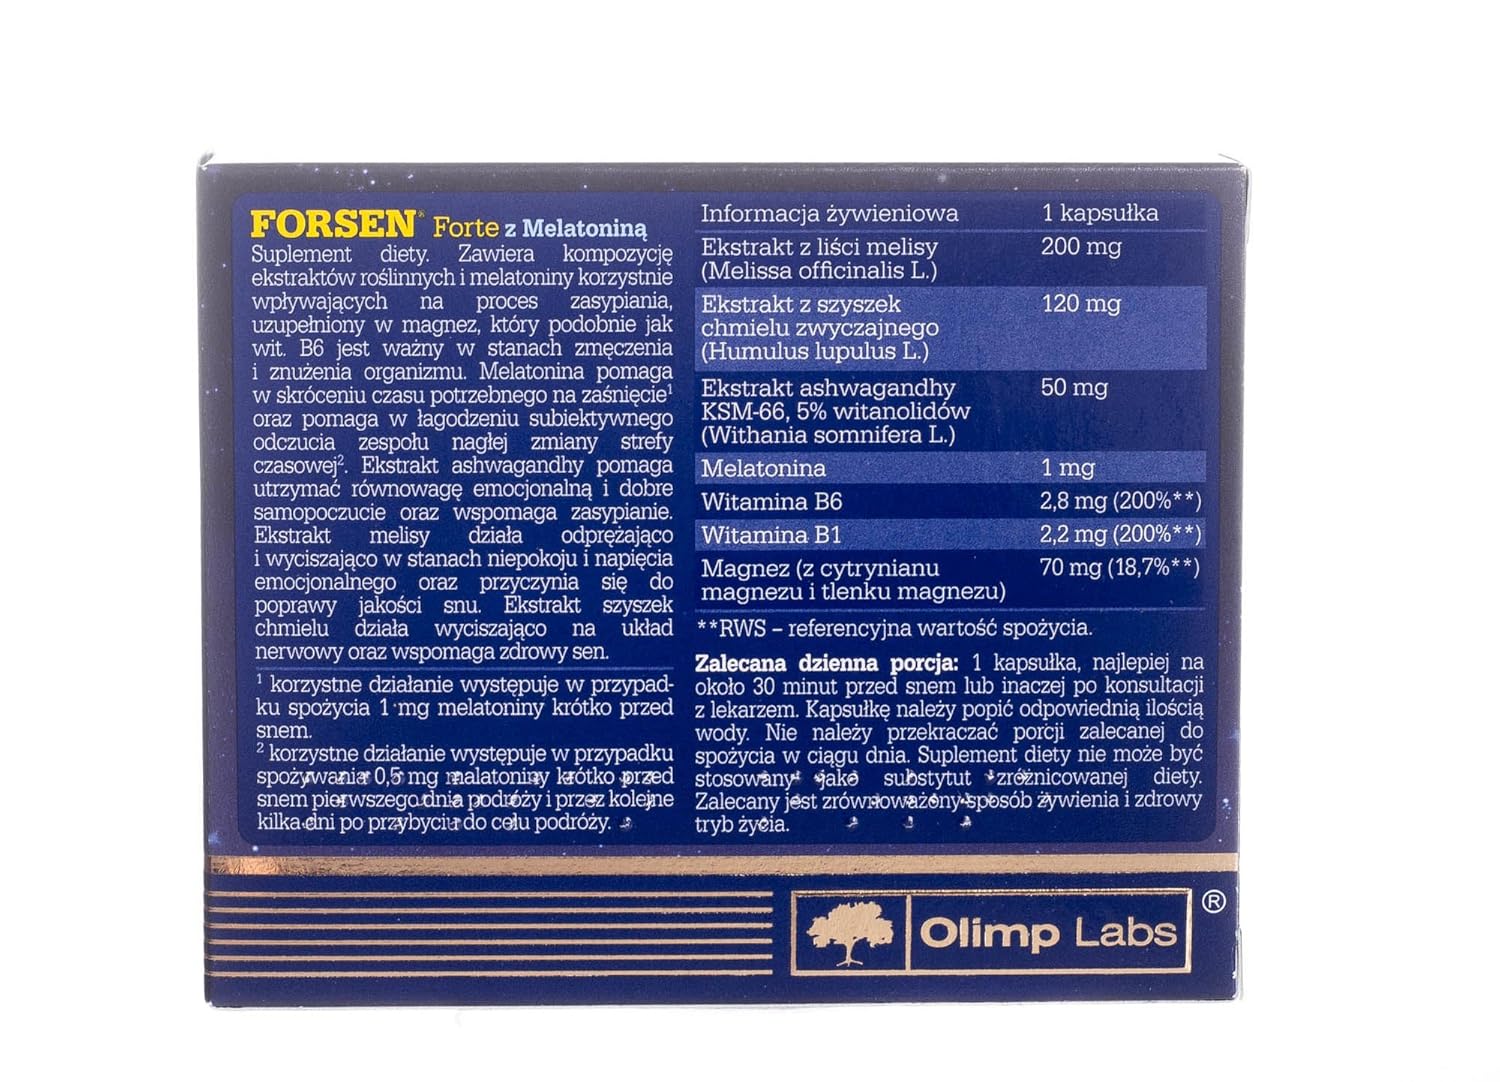 FORSEN® Forte z Melatoniną
Suplement diety. Zawiera kompozycję
ekstraktów roślinnych i melatoniny korzystnie
wpływających na proces zasypiania,
uzupełniony w magnez, który podobnie jak
wit. B6 jest ważny w stanach zmęczenia
i znużenia organizmu. Melatonina pomaga
w skróceniu czasu potrzebnego na zaśnięcie¹
oraz pomaga w łagodzeniu subiektywnego
odczucia zespołu nagłej zmiany strefy
czasowej². Ekstrakt ashwagandhy pomaga
utrzymać równowagę emocjonalną i dobre
samopoczucie oraz wspomaga zasypianie.
Ekstrakt melisy działa odprężająco
i wyciszająco w stanach niepokoju i napięcia
emocjonalnego oraz przyczynia się do
poprawy jakości snu. Ekstrakt szyszek
chmielu działa wyciszająco na układ
nerwowy oraz wspomaga zdrowy sen.
¹ korzystne działanie występuje w przypad-
ku spożycia 1 mg melatoniny krótko przed
snem.
² korzystne działanie występuje w przypadku
spożywania 0,5 mg malatoniny krótko przed
snem pierwszego dnia podróży i przez kolejne
kilka dni po przybyciu do celu podróży.
Informacja żywieniowa 1 kapsułka
Ekstrakt z liści melisy 200 mg
(Melissa officinalis L.)
Ekstrakt z szyszek 120 mg
chmielu zwyczajnego
(Humulus lupulus L.)
Ekstrakt ashwagandhy 50 mg
KSM-66, 5% witanolidów
(Withania somnifera L.)
Melatonina 1 mg
Witamina B6 2,8 mg (200%**)
Witamina B1 2,2 mg (200%**)
Magnez (z cytrynianu 70 mg (18,7%**)
magnezu i tlenku magnezu)
**RWS – referencyjna wartość spożycia.
Zalecana dzienna porcja: 1 kapsułka, najlepiej na
około 30 minut przed snem lub inaczej po konsultacji
z lekarzem. Kapsułkę należy popić odpowiednią ilością
wody. Nie należy przekraczać porcji zalecanej do
spożycia w ciągu dnia. Suplement diety nie może być
stosowany jako substytut zróżnicowanej diety.
Zalecany jest zrównoważony sposób żywienia i zdrowy
tryb życia.
Olimp Labs®